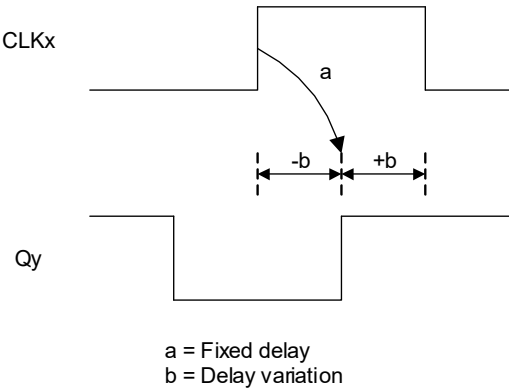 CLKx
a
-b
+b
Qy
a = Fixed delay
b = Delay variation